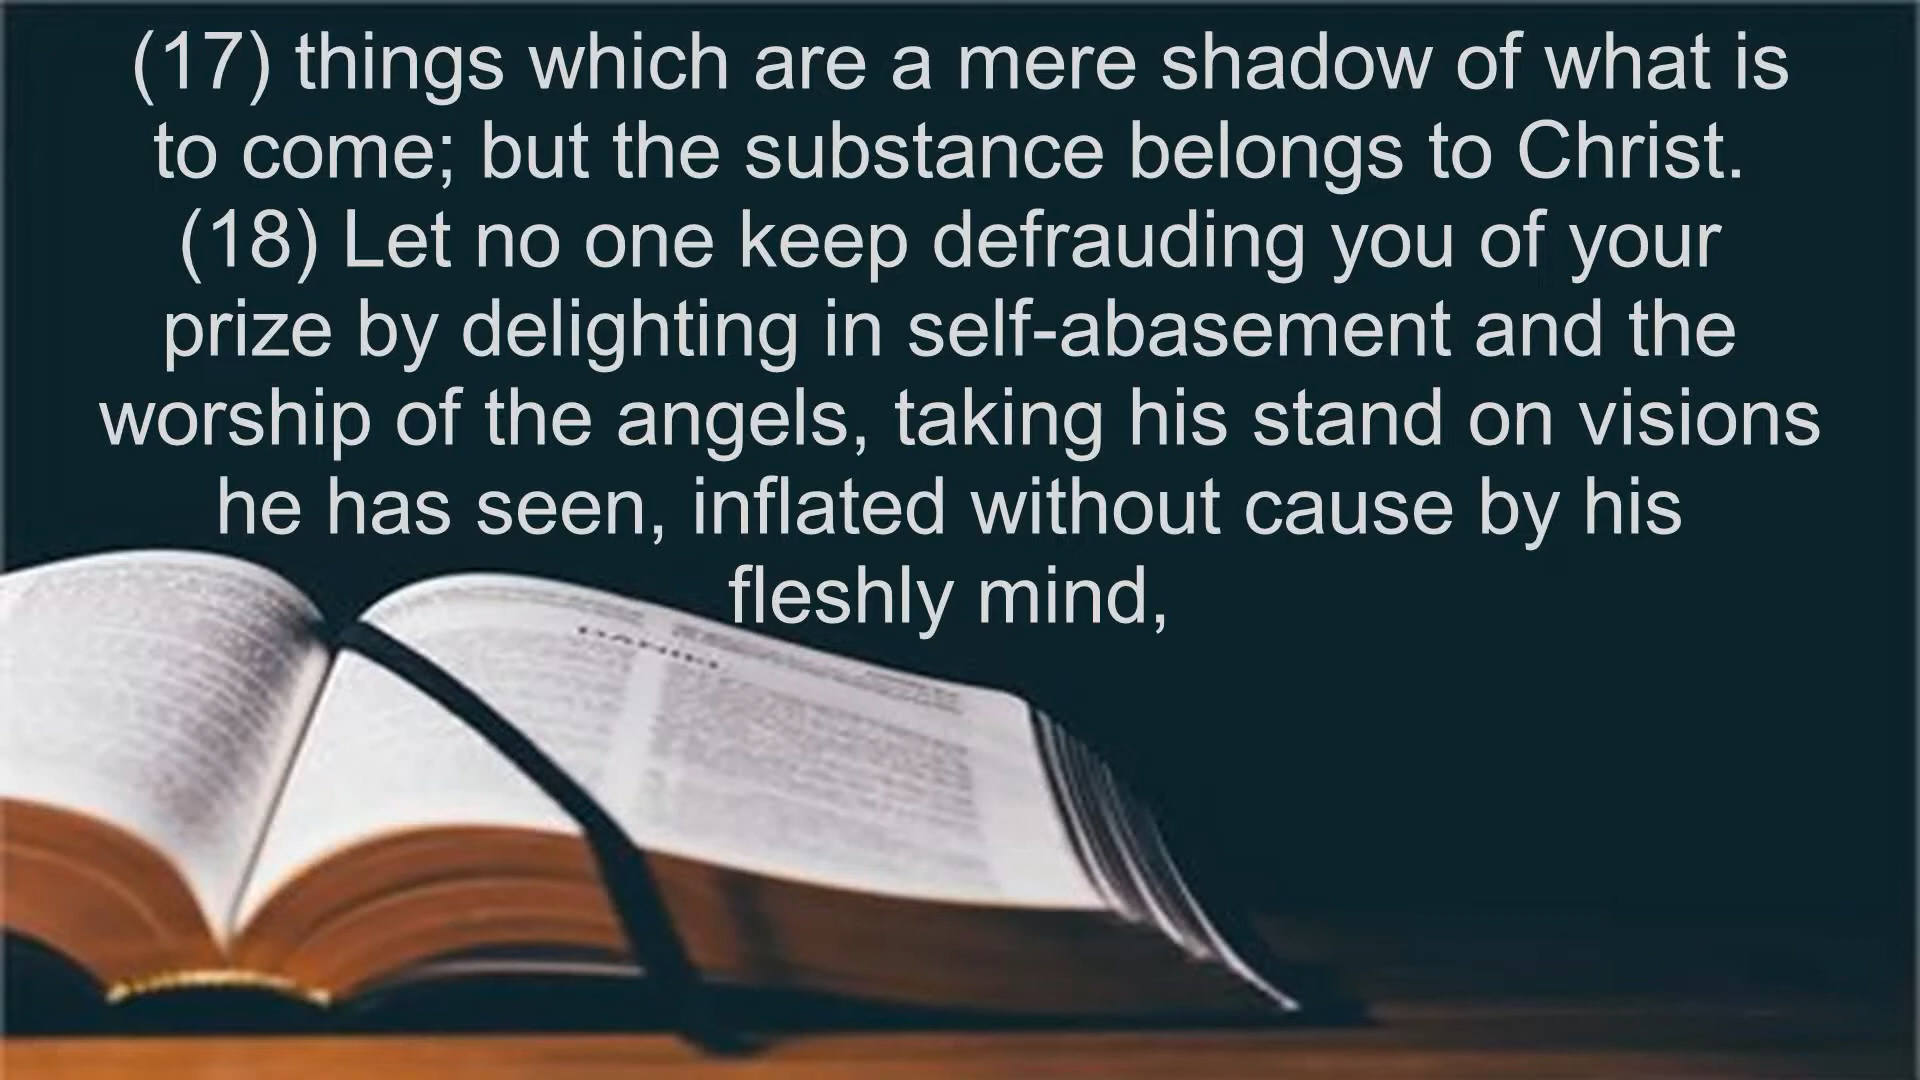 (17) things which are a mere shadow of what is
to come; but the substance belongs to Christ.
(18) Let no one keep defrauding you of your
prize by delighting in self-abasement and the
worship of the angels, taking his stand on visions
he has seen, inflated without cause by his
fleshly mind,